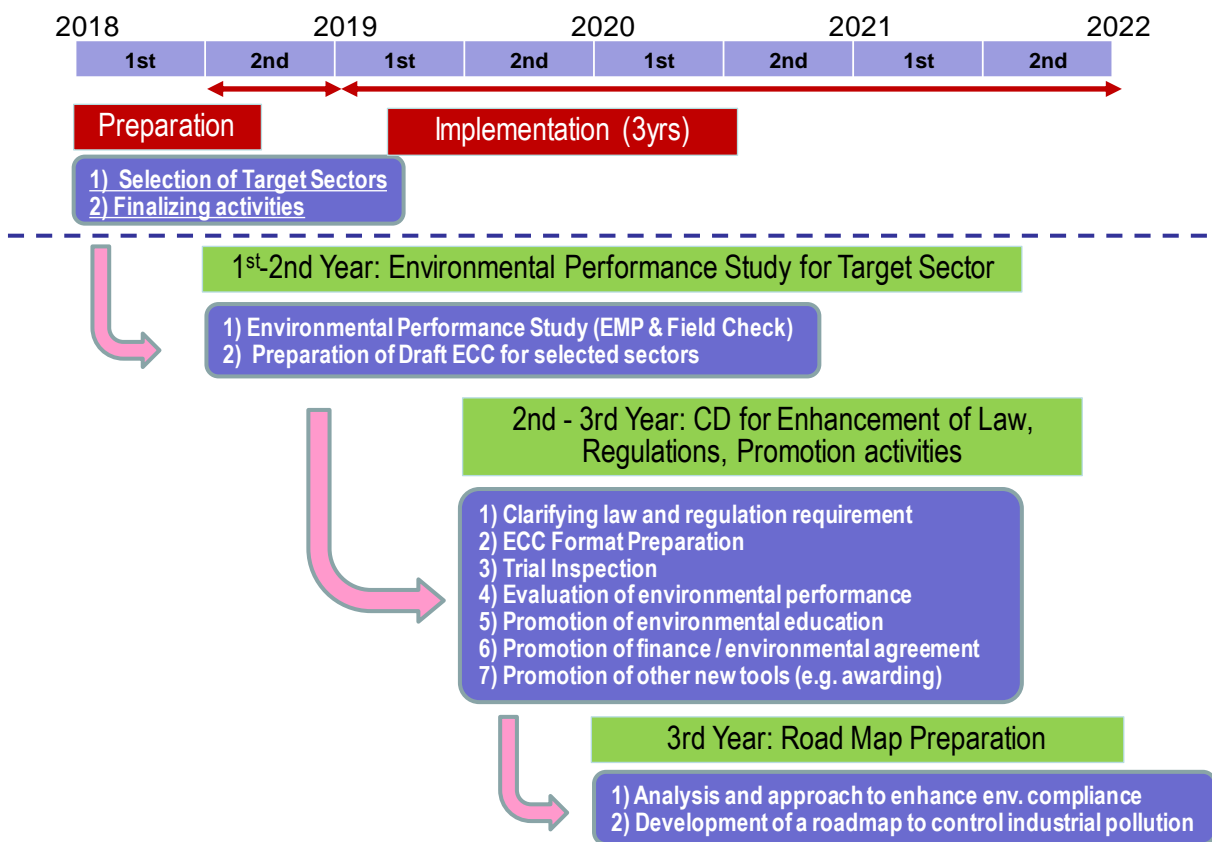 2018 2019 2020 2021 2022
1st 2nd 1st 2nd 1st 2nd 1st 2nd
Preparation
Implementation (3yrs)
1) Selection of Target Sectors
2) Finalizing activities
1st-2nd Year: Environmental Performance Study for Target Sector
1) Environmental Performance Study (EMP & Field Check)
2) Preparation of Draft ECC for selected sectors
2nd - 3rd Year: CD for Enhancement of Law,
Regulations, Promotion activities
1) Clarifying law and regulation requirement
2) ECC Format Preparation
3) Trial Inspection
4) Evaluation of environmental performance
5) Promotion of environmental education
6) Promotion of finance / environmental agreement
7) Promotion of other new tools (e.g. awarding)
3rd Year: Road Map Preparation
1) Analysis and approach to enhance env. compliance
2) Development of a roadmap to control industrial pollution